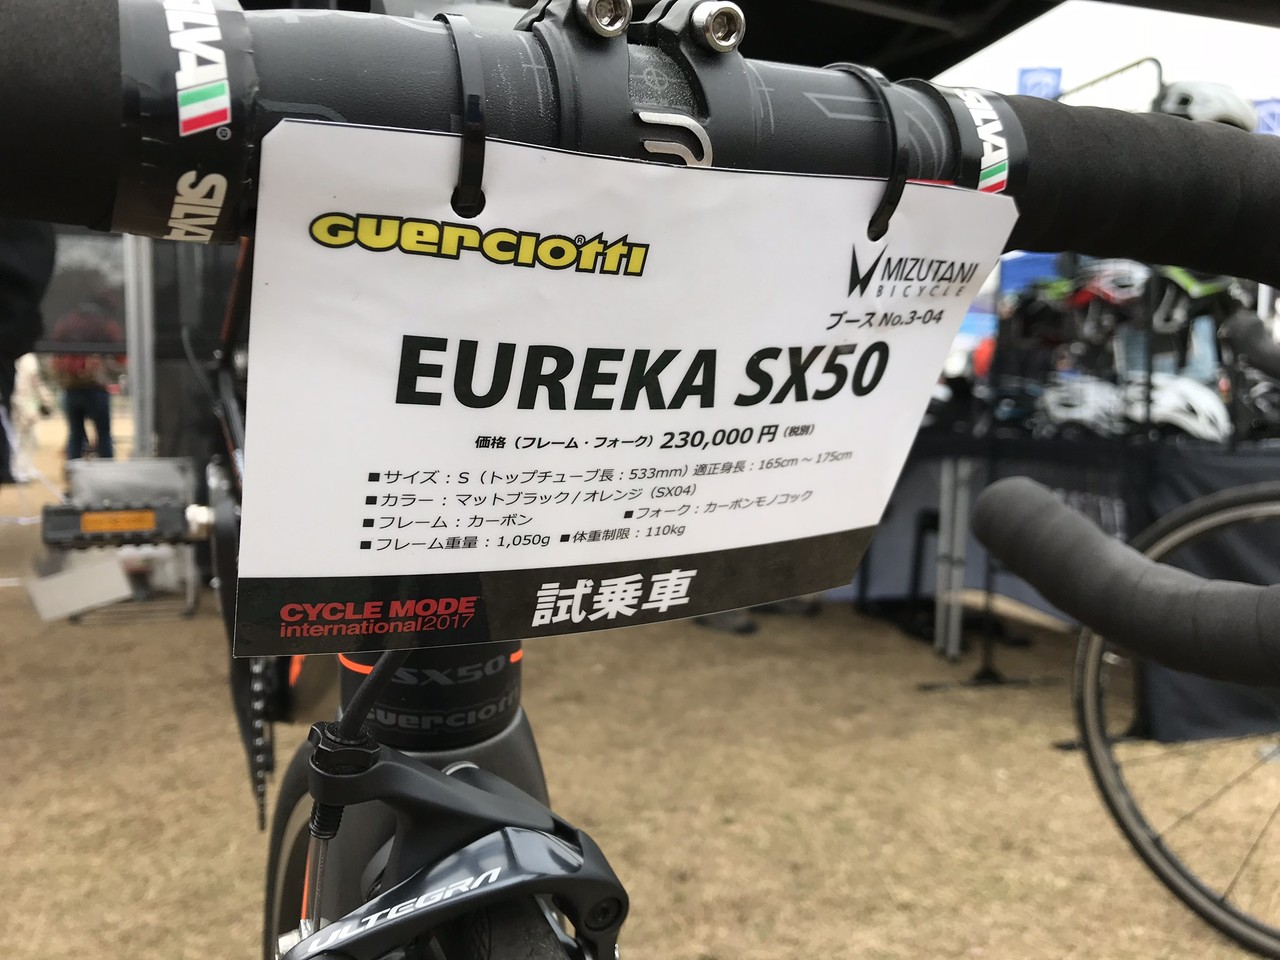 SILVA
SILVA
SILVA
GUERCIOTTI®
MIZUTANI
BICYCLE
ブース No.3-04
EUREKA SX50
価格（フレーム・フォーク）230,000 円（税別）
■サイズ：S（トップチューブ長：533mm）適正身長：165cm～175cm
■カラー：マットブラック/オレンジ（SX04）
■フレーム：カーボン ■フォーク：カーボンモノコック
■フレーム重量：1,050g ■体重制限：110kg
CYCLE MODE
international2017
試乗車
SX50
Guerciotti
ULTEGRA